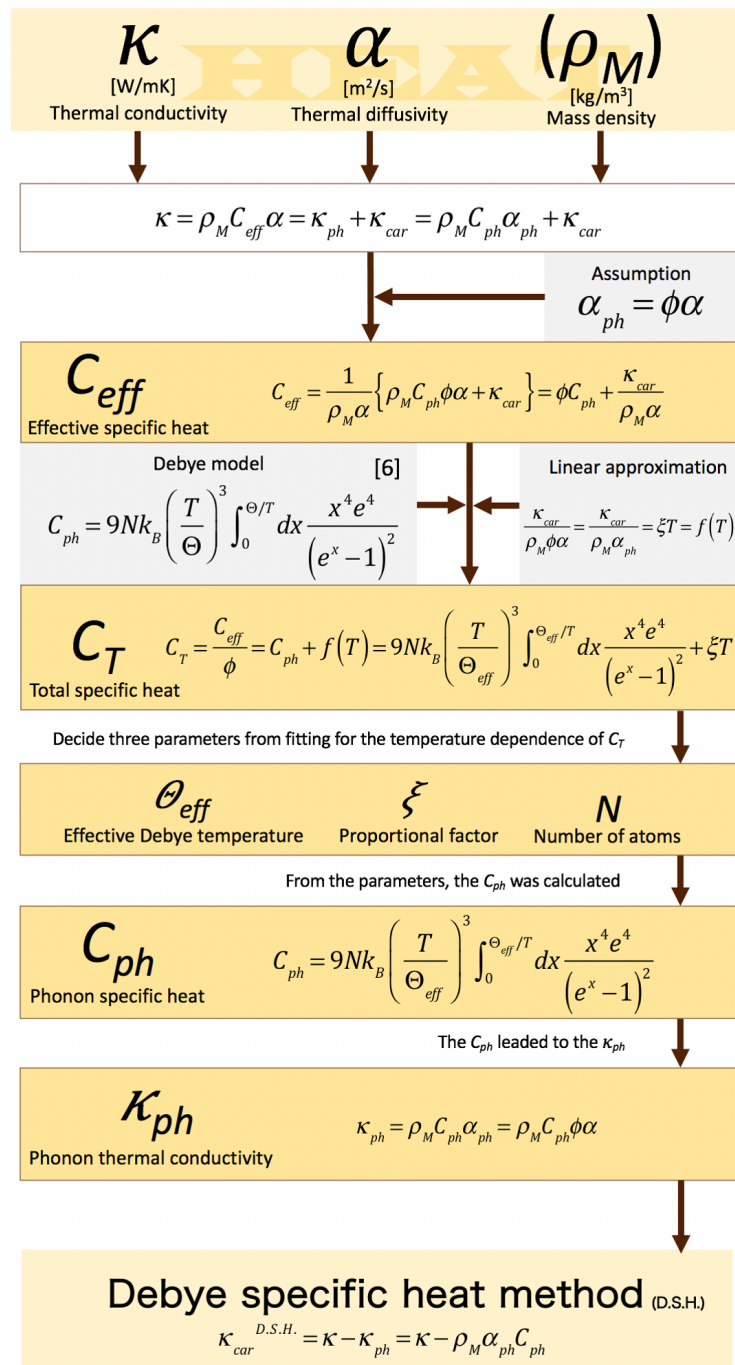 HEAT
κ α (ρ_M)
[W/mK] [m²/s] [kg/m³]
Thermal conductivity Thermal diffusivity Mass density
κ = ρ_M C_eff α = κ_ph + κ_car = ρ_M C_ph α_ph + κ_car
Assumption
α_ph = ϕα
C_eff
Effective specific heat
C_eff = 1/(ρ_M α) {ρ_M C_ph ϕα + κ_car} = ϕC_ph + κ_car/(ρ_M α)
Debye model [6]
C_ph = 9Nk_B (T/Θ)³ ∫₀^(Θ/T) dx x⁴e⁴/(eˣ−1)²
Linear approximation
κ_car/(ρ_M ϕα) = κ_car/(ρ_M α_ph) = ξT = f(T)
C_T
Total specific heat
C_T = C_eff/ϕ = C_ph + f(T) = 9Nk_B (T/Θ_eff)³ ∫₀^(Θ_eff/T) dx x⁴e⁴/(eˣ−1)² + ξT
Decide three parameters from fitting for the temperature dependence of C_T
Θ_eff ξ N
Effective Debye temperature Proportional factor Number of atoms
From the parameters, the C_ph was calculated
C_ph
Phonon specific heat
C_ph = 9Nk_B (T/Θ_eff)³ ∫₀^(Θ_eff/T) dx x⁴e⁴/(eˣ−1)²
The C_ph leaded to the κ_ph
κ_ph
Phonon thermal conductivity
κ_ph = ρ_M C_ph α_ph = ρ_M C_ph ϕα
Debye specific heat method (D.S.H.)
κ_car^D.S.H. = κ − κ_ph = κ − ρ_M α_ph C_ph